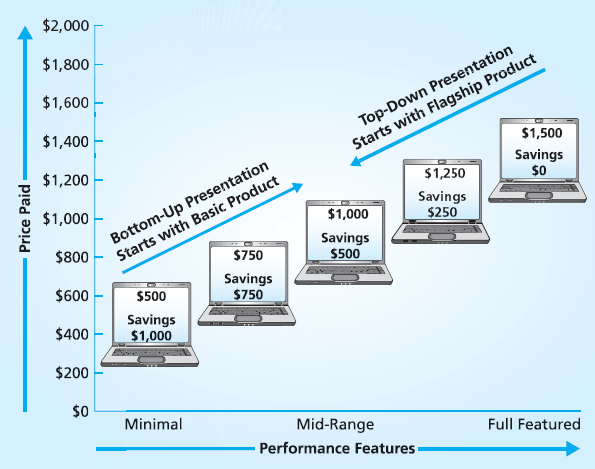 $2,000
$1,800
$1,600
$1,400
$1,200
$1,000
$800
$600
$400
$200
$0
Price Paid
Bottom-Up Presentation
Starts with Basic Product
Top-Down Presentation
Starts with Flagship Product
$500
Savings
$1,000
$750
Savings
$750
$1,000
Savings
$500
$1,250
Savings
$250
$1,500
Savings
$0
Minimal
Mid-Range
Full Featured
Performance Features